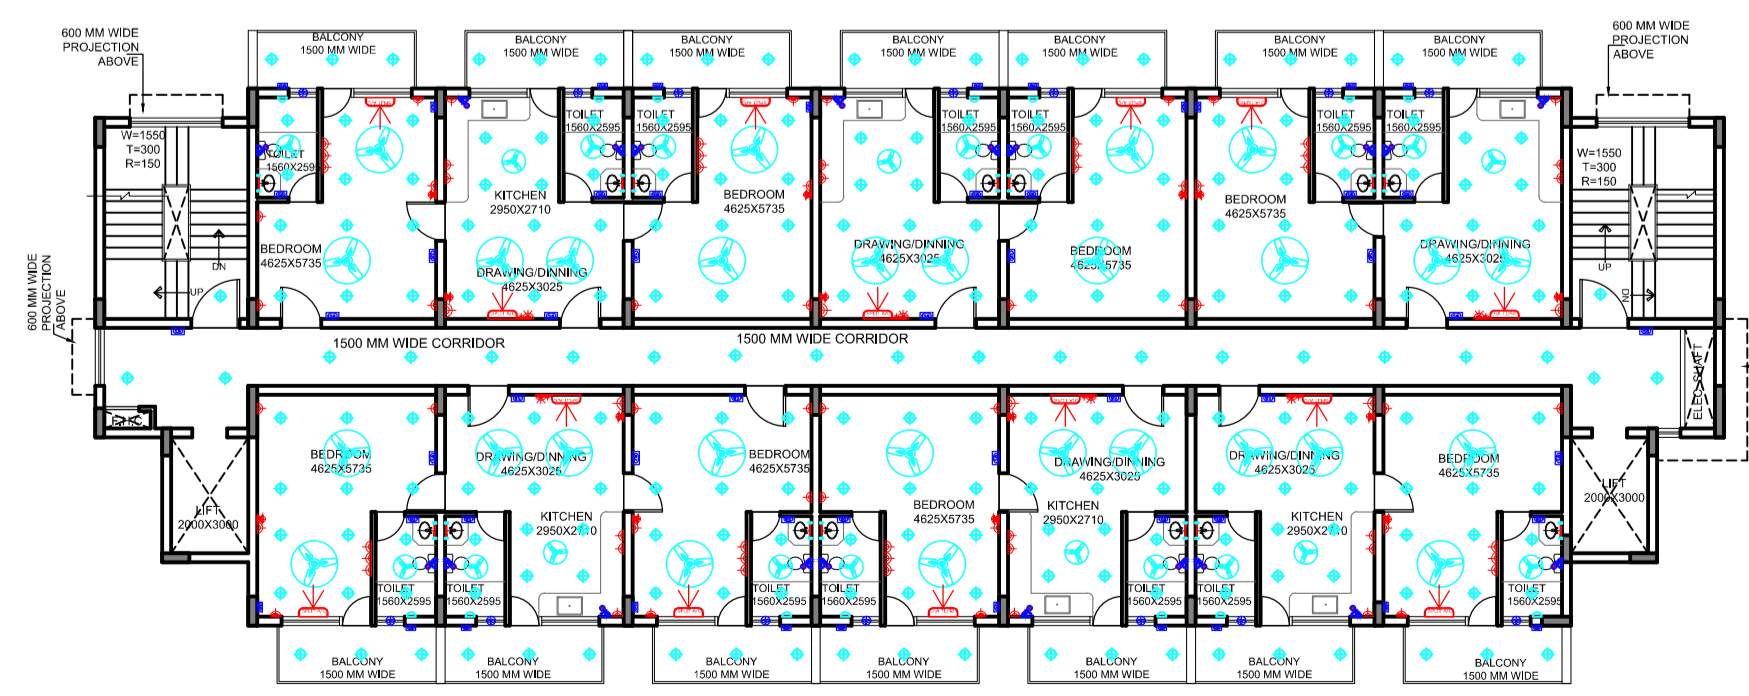 600 MM WIDE
PROJECTION
ABOVE
BALCONY
1500 MM WIDE
BALCONY
1500 MM WIDE
BALCONY
1500 MM WIDE
BALCONY
1500 MM WIDE
BALCONY
1500 MM WIDE
BALCONY
1500 MM WIDE
BALCONY
1500 MM WIDE
600 MM WIDE
PROJECTION
ABOVE
W=1550
T=300
R=150
TOILET
1560X2595
TOILET
1560X2595
TOILET
1560X2595
TOILET
1560X2595
TOILET
1560X2595
TOILET
1560X2595
TOILET
1560X2595
W=1550
T=300
R=150
KITCHEN
2950X2710
BEDROOM
4625X5735
BEDROOM
4625X5735
BEDROOM
4625X5735
DRAWING/DINNING
4625X3025
DRAWING/DINNING
4625X3025
BEDROOM
4625X5735
DRAWING/DINNING
4625X3025
DN
UP
UP
DN
600 MM WIDE
PROJECTION
ABOVE
1500 MM WIDE CORRIDOR
1500 MM WIDE CORRIDOR
ELEC.SHAFT
BEDROOM
4625X5735
DRAWING/DINNING
4625X3025
BEDROOM
4625X5735
BEDROOM
4625X5735
DRAWING/DINNING
4625X3025
DRAWING/DINNING
4625X3025
BEDROOM
4625X5735
LIFT
2000X3000
KITCHEN
2950X2710
KITCHEN
2950X2710
KITCHEN
2950X2710
LIFT
2000X3000
TOILET
1560X2595
TOILET
1560X2595
TOILET
1560X2595
TOILET
1560X2595
TOILET
1560X2595
TOILET
1560X2595
TOILET
1560X2595
BALCONY
1500 MM WIDE
BALCONY
1500 MM WIDE
BALCONY
1500 MM WIDE
BALCONY
1500 MM WIDE
BALCONY
1500 MM WIDE
BALCONY
1500 MM WIDE
BALCONY
1500 MM WIDE